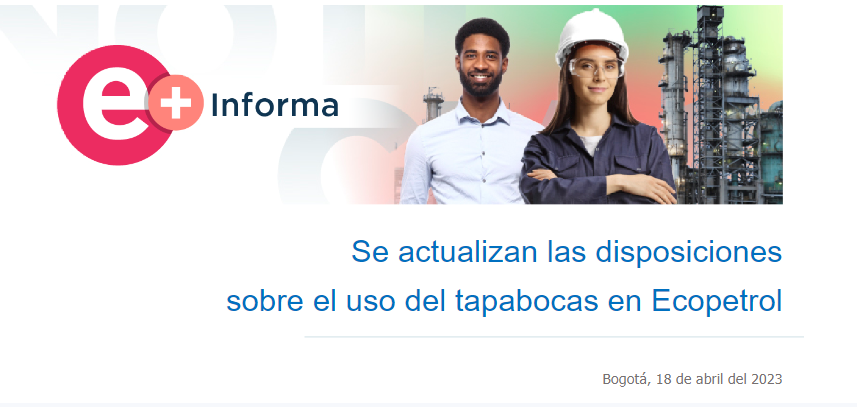 e+ Informa
Se actualizan las disposiciones
sobre el uso del tapabocas en Ecopetrol
Bogotá, 18 de abril del 2023